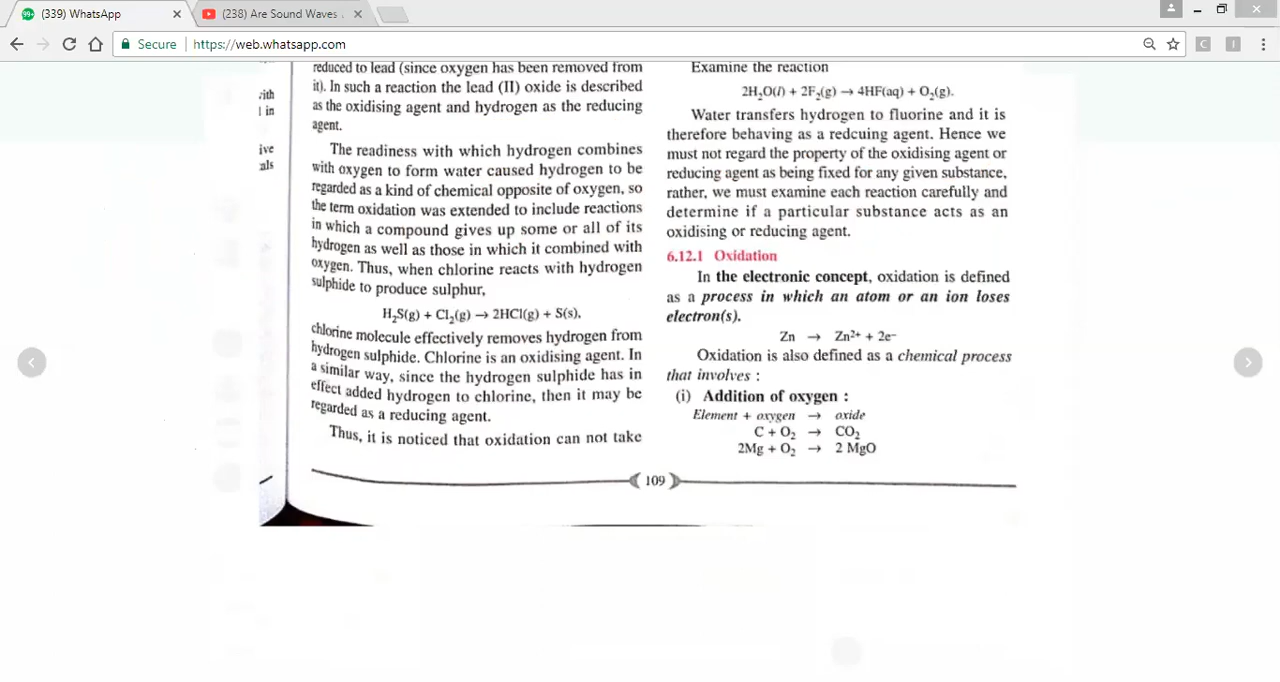 99+ (339) WhatsApp
(238) Are Sound Waves
Secure | https://web.whatsapp.com
with
l in
ive
als
reduced to lead (since oxygen has been removed from
it). In such a reaction the lead (II) oxide is described
as the oxidising agent and hydrogen as the reducing
agent.
The readiness with which hydrogen combines
with oxygen to form water caused hydrogen to be
regarded as a kind of chemical opposite of oxygen, so
the term oxidation was extended to include reactions
in which a compound gives up some or all of its
hydrogen as well as those in which it combined with
oxygen. Thus, when chlorine reacts with hydrogen
sulphide to produce sulphur,
H₂S(g) + Cl₂(g) → 2HCl(g) + S(s).
chlorine molecule effectively removes hydrogen from
hydrogen sulphide. Chlorine is an oxidising agent. In
a similar way, since the hydrogen sulphide has in
effect added hydrogen to chlorine, then it may be
regarded as a reducing agent.
Thus, it is noticed that oxidation can not take
Examine the reaction
2H₂O(l) + 2F₂(g) → 4HF(aq) + O₂(g).
Water transfers hydrogen to fluorine and it is
therefore behaving as a redcuing agent. Hence we
must not regard the property of the oxidising agent or
reducing agent as being fixed for any given substance,
rather, we must examine each reaction carefully and
determine if a particular substance acts as an
oxidising or reducing agent.
6.12.1 Oxidation
In the electronic concept, oxidation is defined
as a process in which an atom or an ion loses
electron(s).
Zn → Zn²⁺ + 2e⁻
Oxidation is also defined as a chemical process
that involves :
(i) Addition of oxygen :
Element + oxygen → oxide
C + O₂ → CO₂
2Mg + O₂ → 2 MgO
109